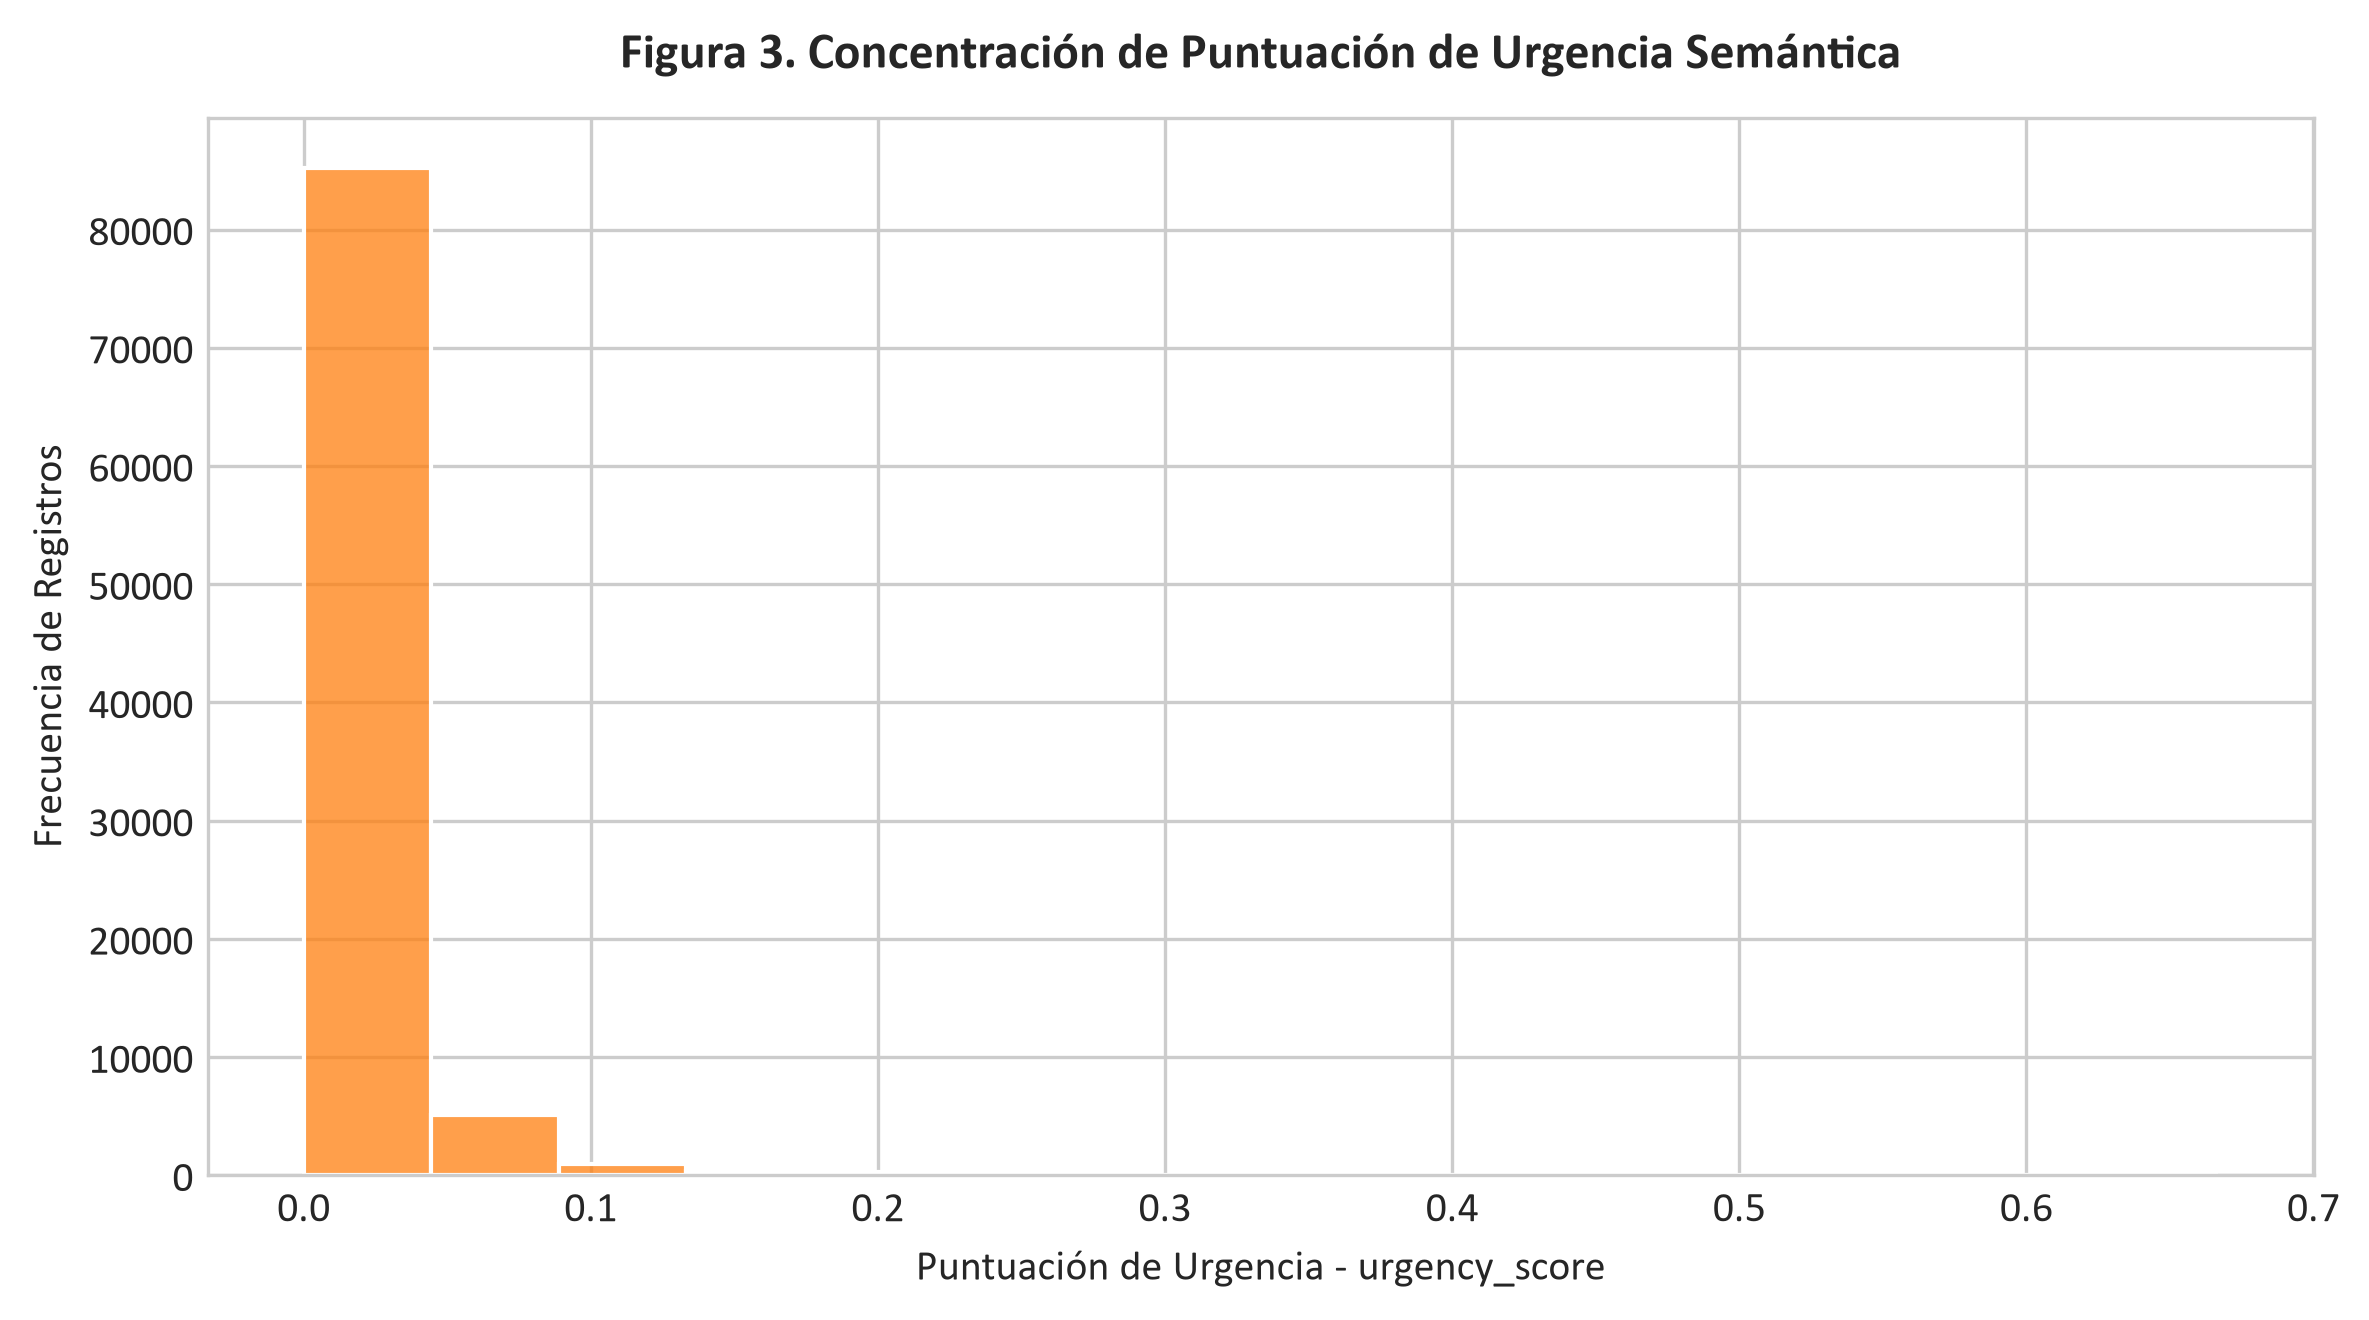 Figura 3. Concentración de Puntuación de Urgencia Semántica
Frecuencia de Registros
80000
70000
60000
50000
40000
30000
20000
10000
0
0.0 0.1 0.2 0.3 0.4 0.5 0.6 0.7
Puntuación de Urgencia - urgency_score